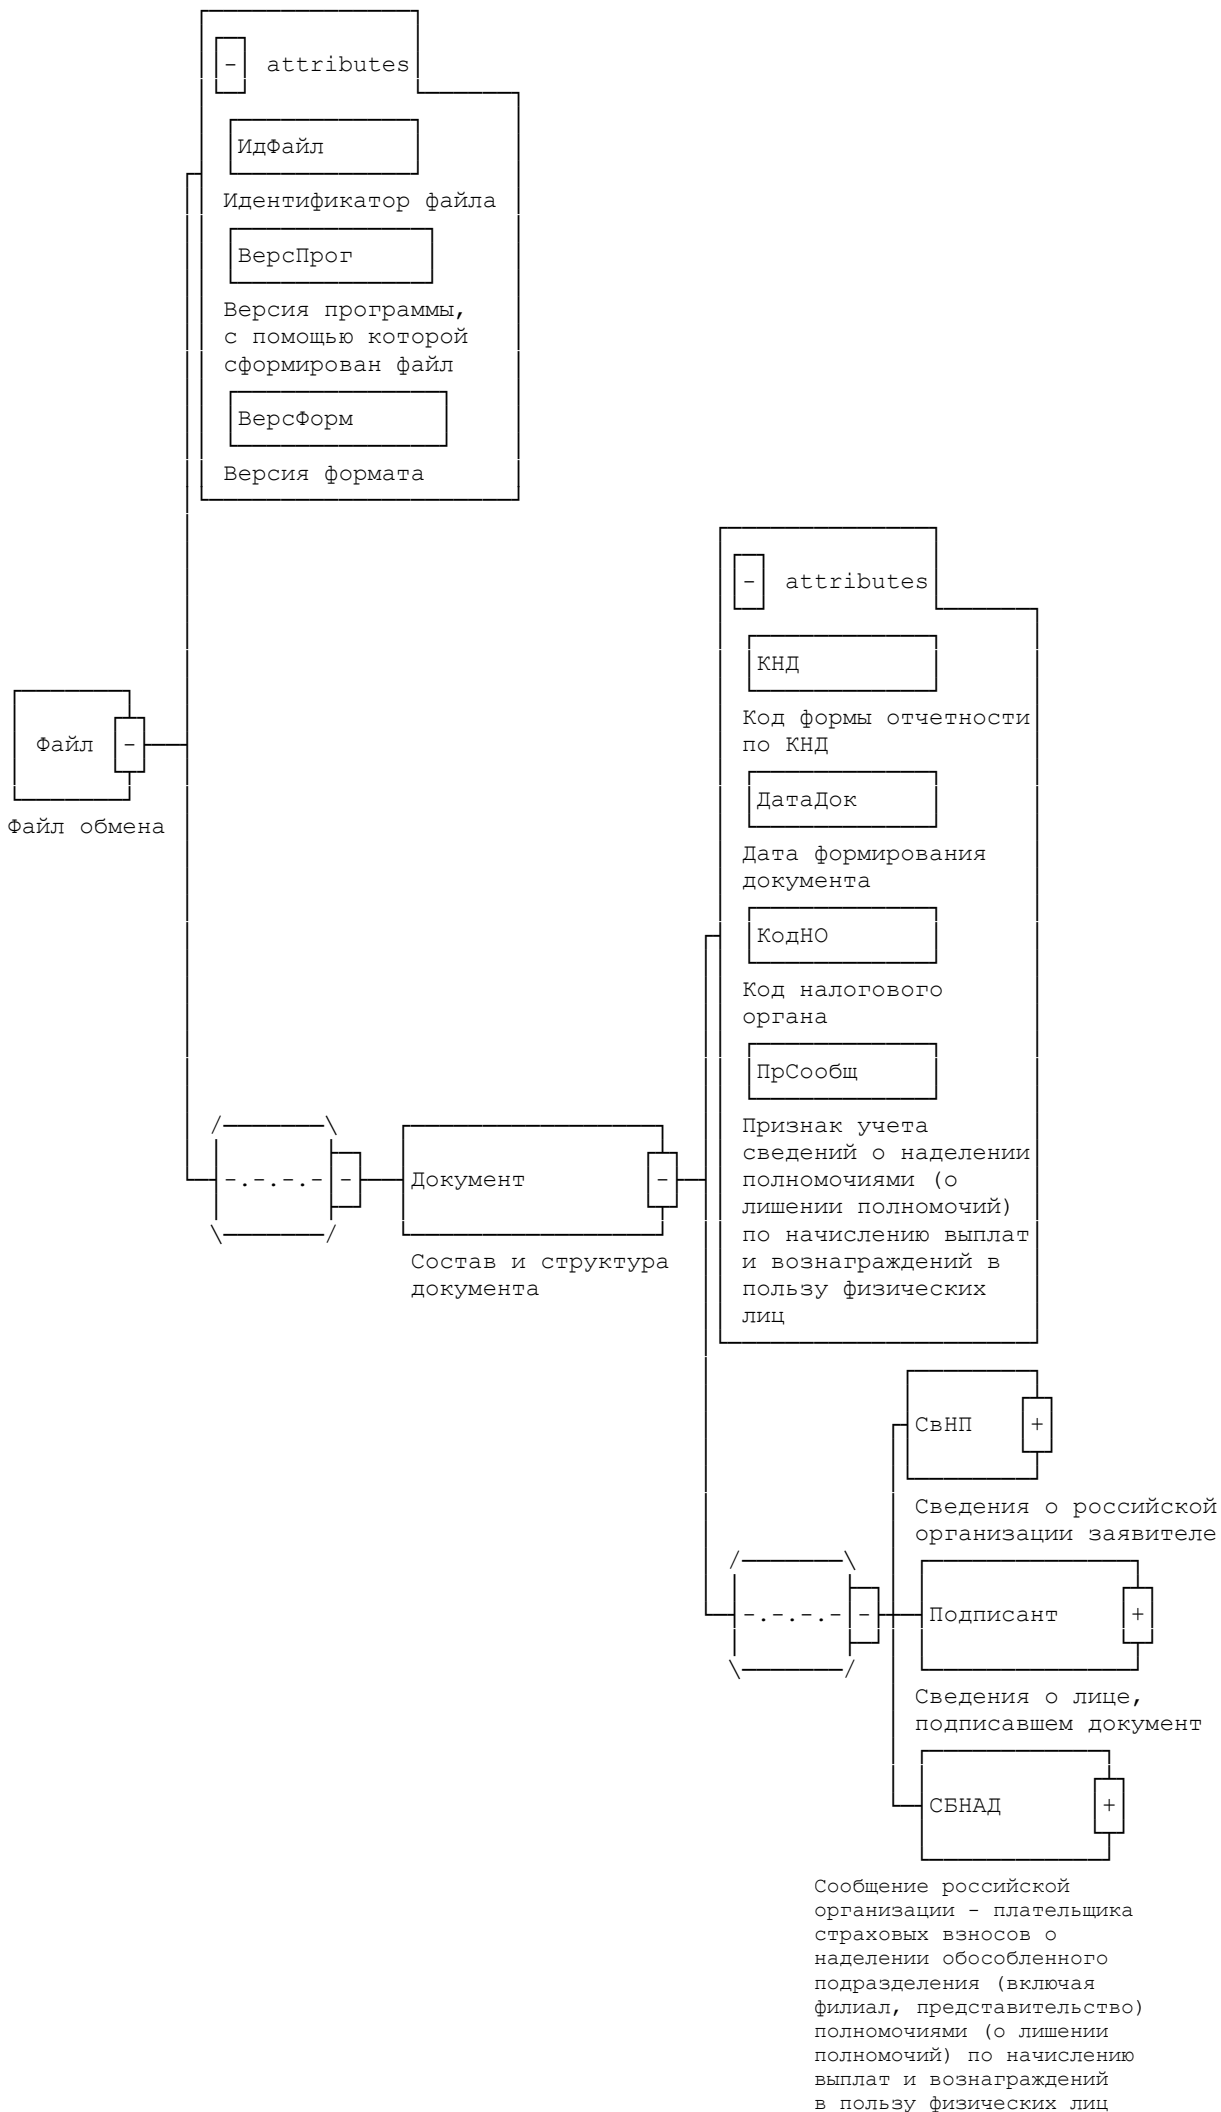 - attributes
ИдФайл
Идентификатор файла
ВерсПрог
Версия программы,
с помощью которой
сформирован файл
ВерсФорм
Версия формата
Файл -
Файл обмена
-.-.-.- -
Документ -
Состав и структура
документа
- attributes
КНД
Код формы отчетности
по КНД
ДатаДок
Дата формирования
документа
КодНО
Код налогового
органа
ПрСообщ
Признак учета
сведений о наделении
полномочиями (о
лишении полномочий)
по начислению выплат
и вознаграждений в
пользу физических
лиц
-.-.-.- -
СвНП +
Сведения о российской
организации заявителе
Подписант +
Сведения о лице,
подписавшем документ
СБНАД +
Сообщение российской
организации - плательщика
страховых взносов о
наделении обособленного
подразделения (включая
филиал, представительство)
полномочиями (о лишении
полномочий) по начислению
выплат и вознаграждений
в пользу физических лиц